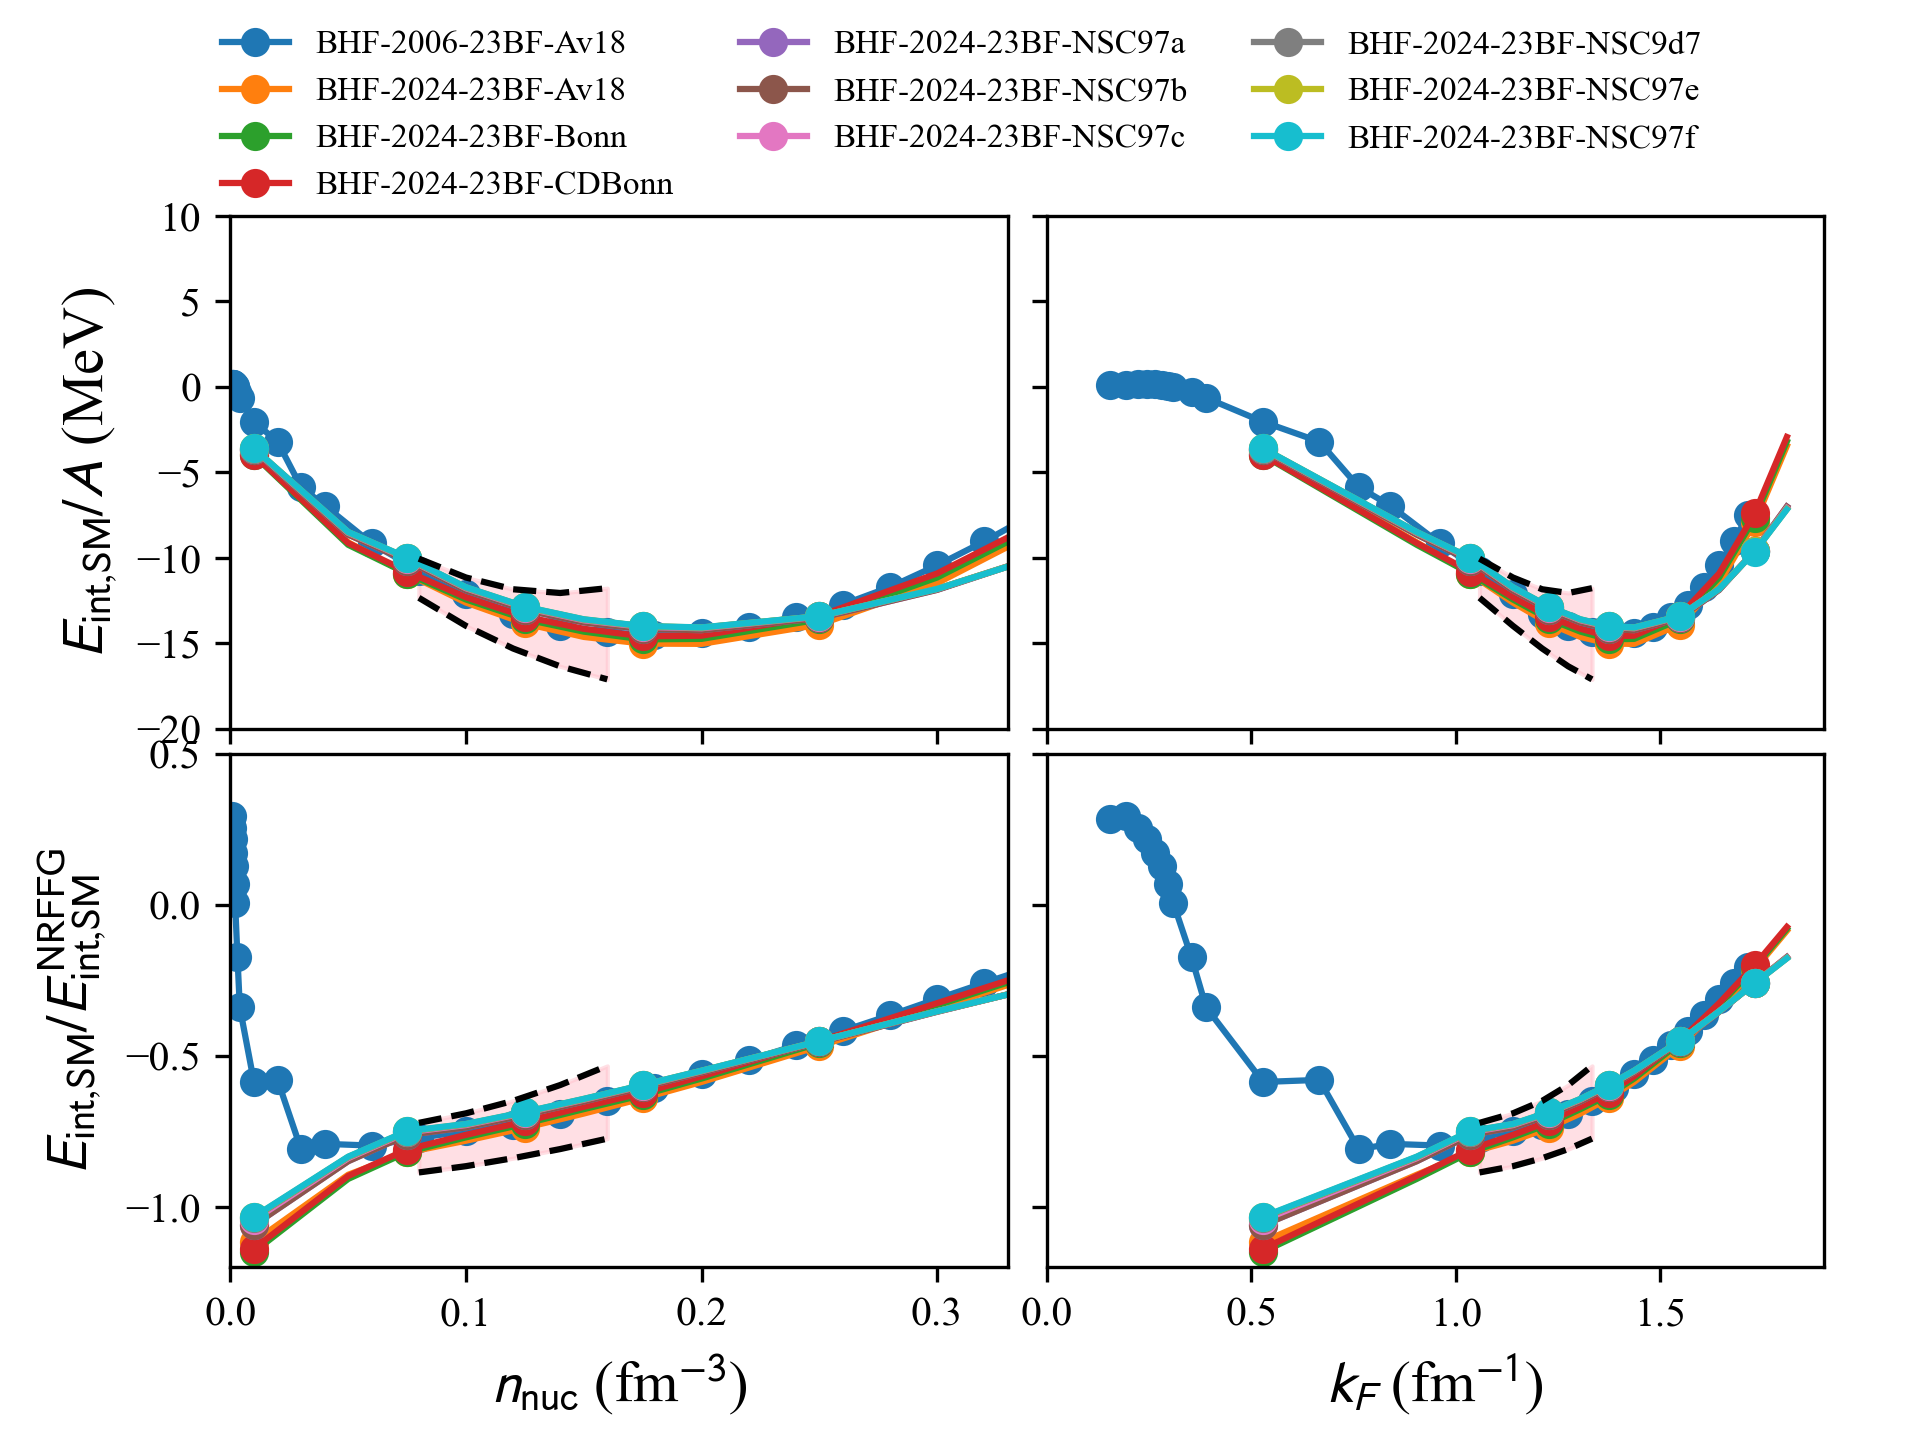 BHF-2006-23BF-Av18
BHF-2024-23BF-Av18
BHF-2024-23BF-Bonn
BHF-2024-23BF-CDBonn
BHF-2024-23BF-NSC97a
BHF-2024-23BF-NSC97b
BHF-2024-23BF-NSC97c
BHF-2024-23BF-NSC9d7
BHF-2024-23BF-NSC97e
BHF-2024-23BF-NSC97f
E_int,SM/A (MeV)
10
5
0
−5
−10
−15
−20
E_int,SM/E_int,SM^NRFFG
0.5
0.0
−0.5
−1.0
0.0 0.1 0.2 0.3
n_nuc (fm⁻³)
0.0 0.5 1.0 1.5
k_F (fm⁻¹)